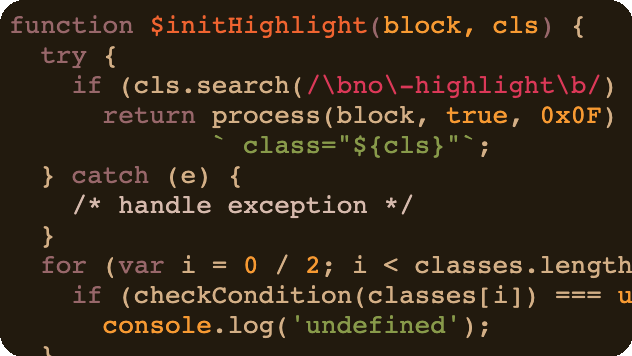 function $initHighlight(block, cls) {
  try {
    if (cls.search(/\bno\-highlight\b/)
      return process(block, true, 0x0F)
             ` class="${cls}"`;
  } catch (e) {
    /* handle exception */
  }
  for (var i = 0 / 2; i < classes.length
    if (checkCondition(classes[i]) === u
      console.log('undefined');
  }